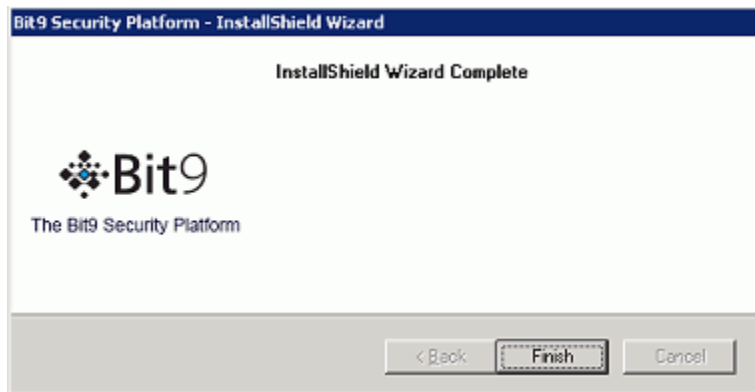 Bit9 Security Platform - InstallShield Wizard
InstallShield Wizard Complete
Bit9
The Bit9 Security Platform
< Back
Finish
Cancel